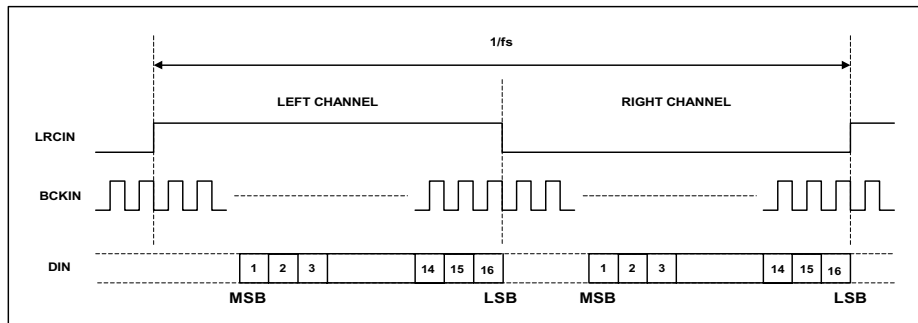 1/fs
LEFT CHANNEL RIGHT CHANNEL
LRCIN
BCKIN
DIN 1 2 3 14 15 16 1 2 3 14 15 16
MSB LSB MSB LSB